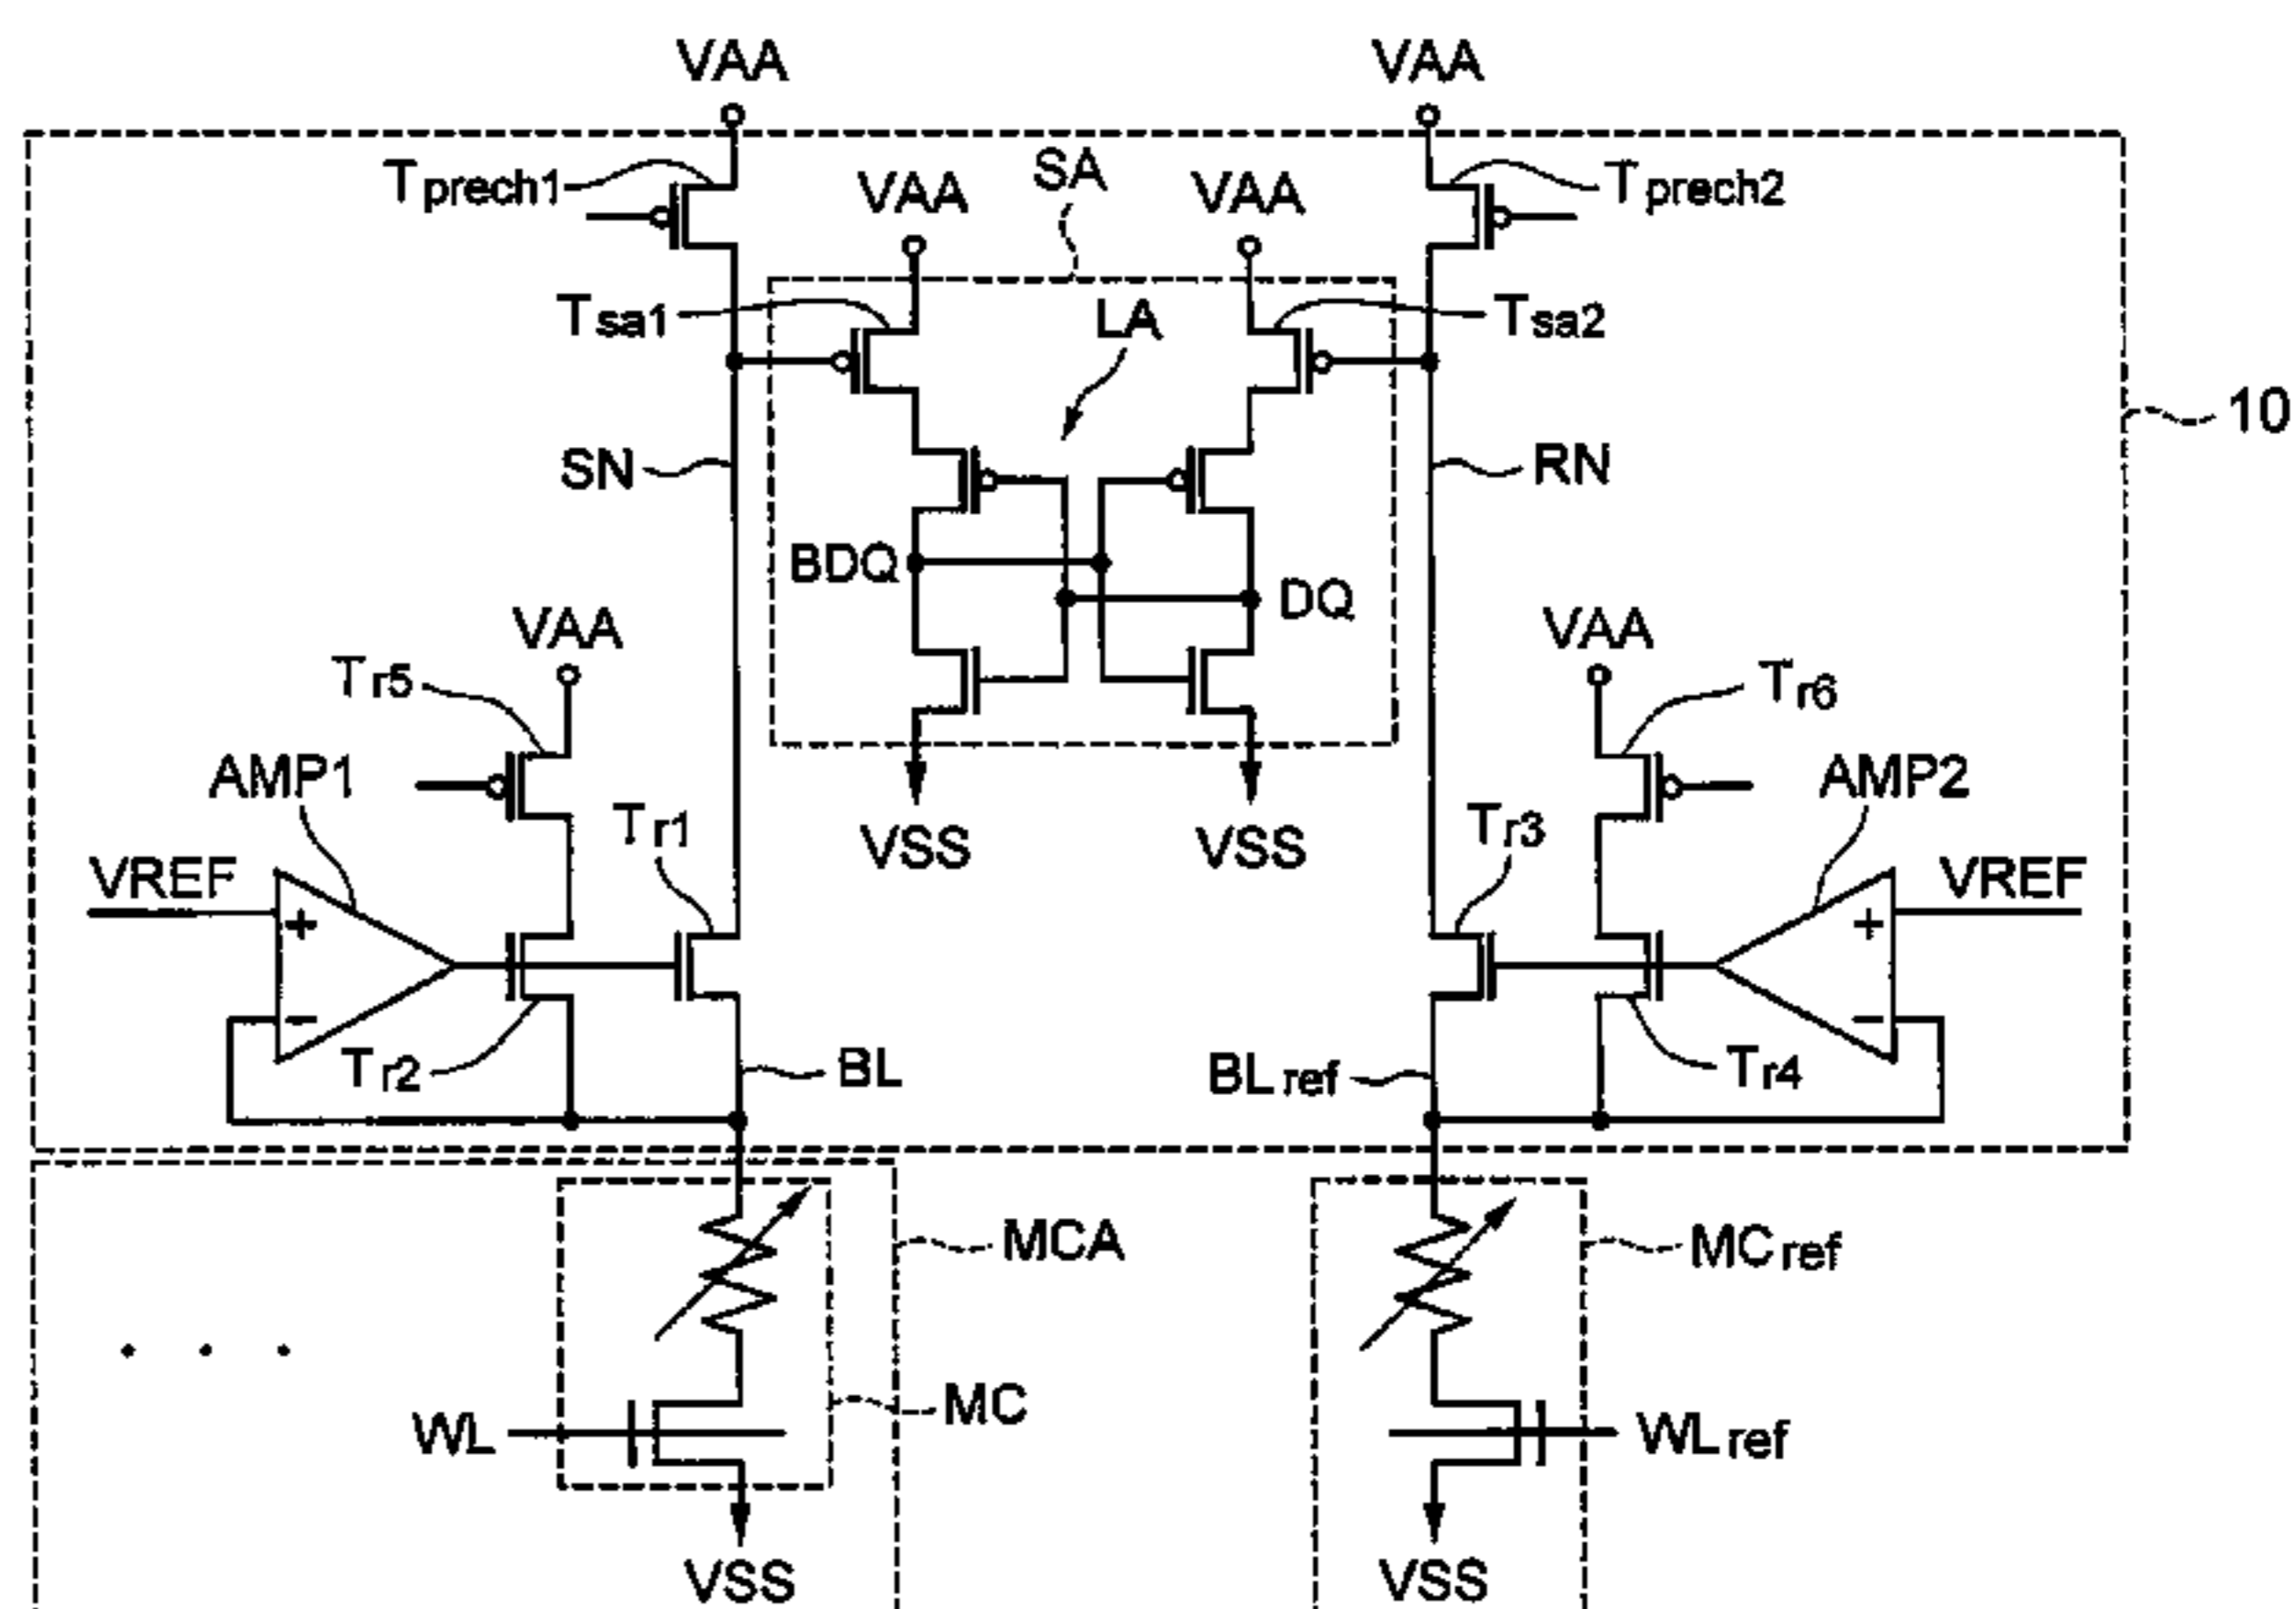 VAA VAA
Tprech1 VAA SA VAA Tprech2
Tsa1 LA Tsa2
10
SN RN
BDQ DQ
VAA VAA
Tr5 Tr6
AMP1 Tr1 VSS VSS Tr3 AMP2
VREF VREF
+ +
− −
Tr2 BL BLref Tr4
MCA MCref
. . .
WL MC WLref
VSS VSS